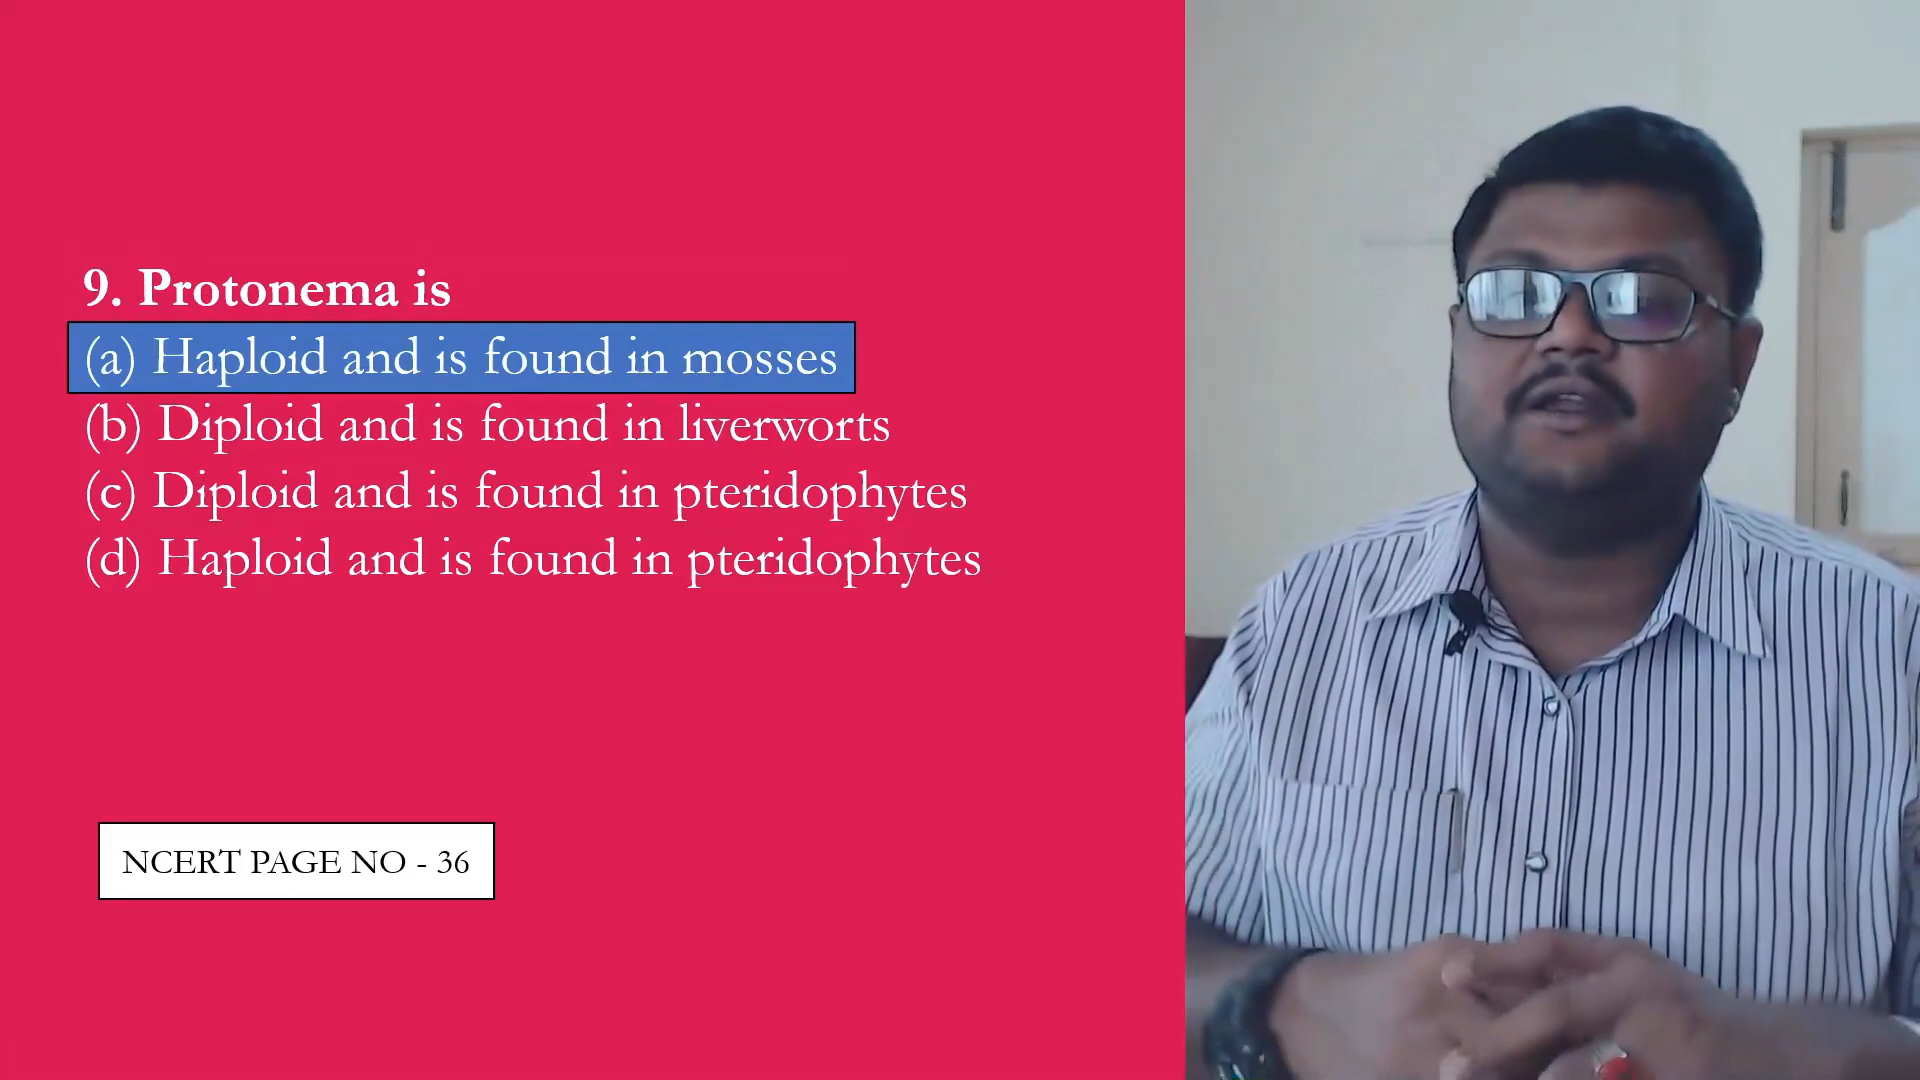 9. Protonema is
(a) Haploid and is found in mosses
(b) Diploid and is found in liverworts
(c) Diploid and is found in pteridophytes
(d) Haploid and is found in pteridophytes
NCERT PAGE NO - 36